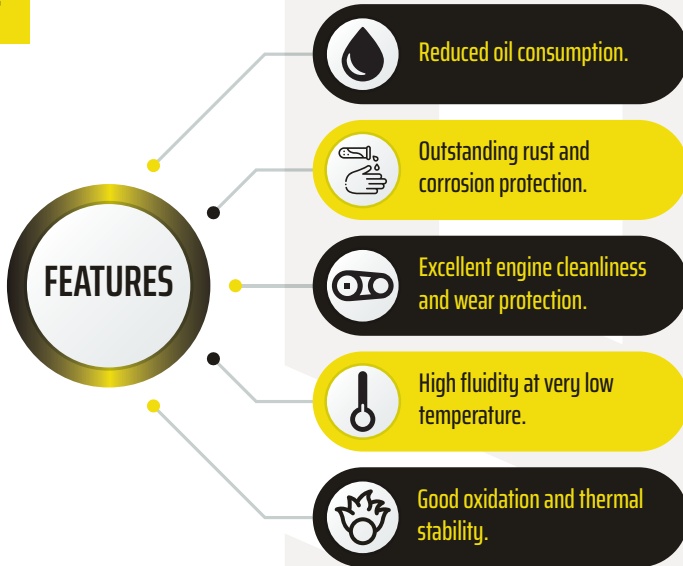 Reduced oil consumption.
Outstanding rust and
corrosion protection.
FEATURES
Excellent engine cleanliness
and wear protection.
High fluidity at very low
temperature.
Good oxidation and thermal
stability.